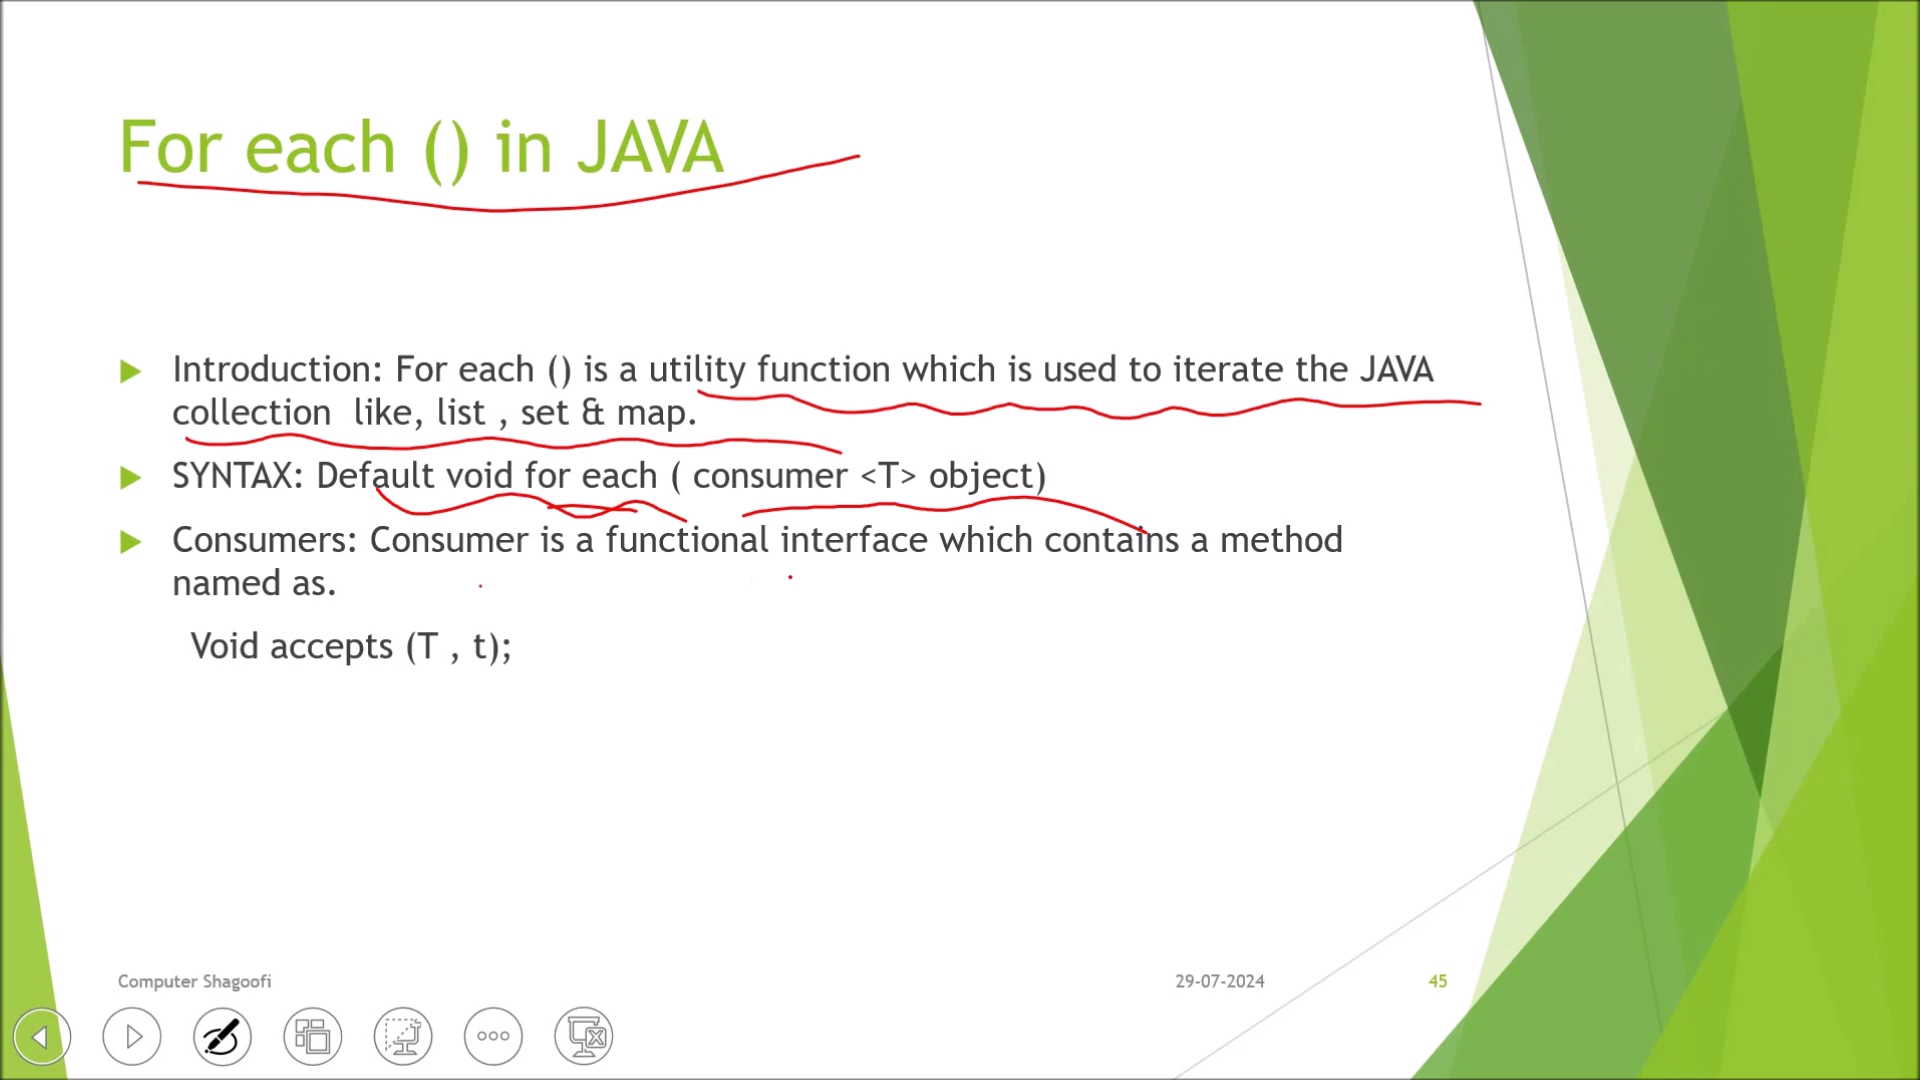 For each () in JAVA
Introduction: For each () is a utility function which is used to iterate the JAVA
collection like, list , set & map.
SYNTAX: Default void for each ( consumer <T> object)
Consumers: Consumer is a functional interface which contains a method
named as.
Void accepts (T , t);
Computer Shagoofi
29-07-2024
45